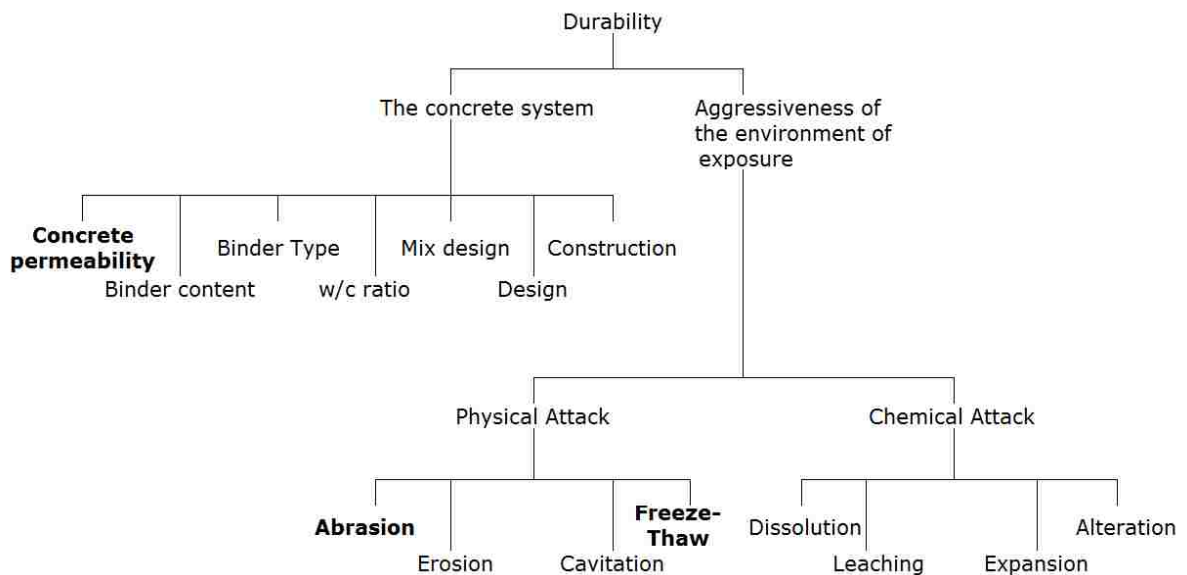 Durability
The concrete system
Aggressiveness of
the environment of
exposure
Concrete
permeability
Binder Type
Mix design
Construction
Binder content
w/c ratio
Design
Physical Attack
Chemical Attack
Abrasion
Freeze-
Thaw
Dissolution
Alteration
Erosion
Cavitation
Leaching
Expansion